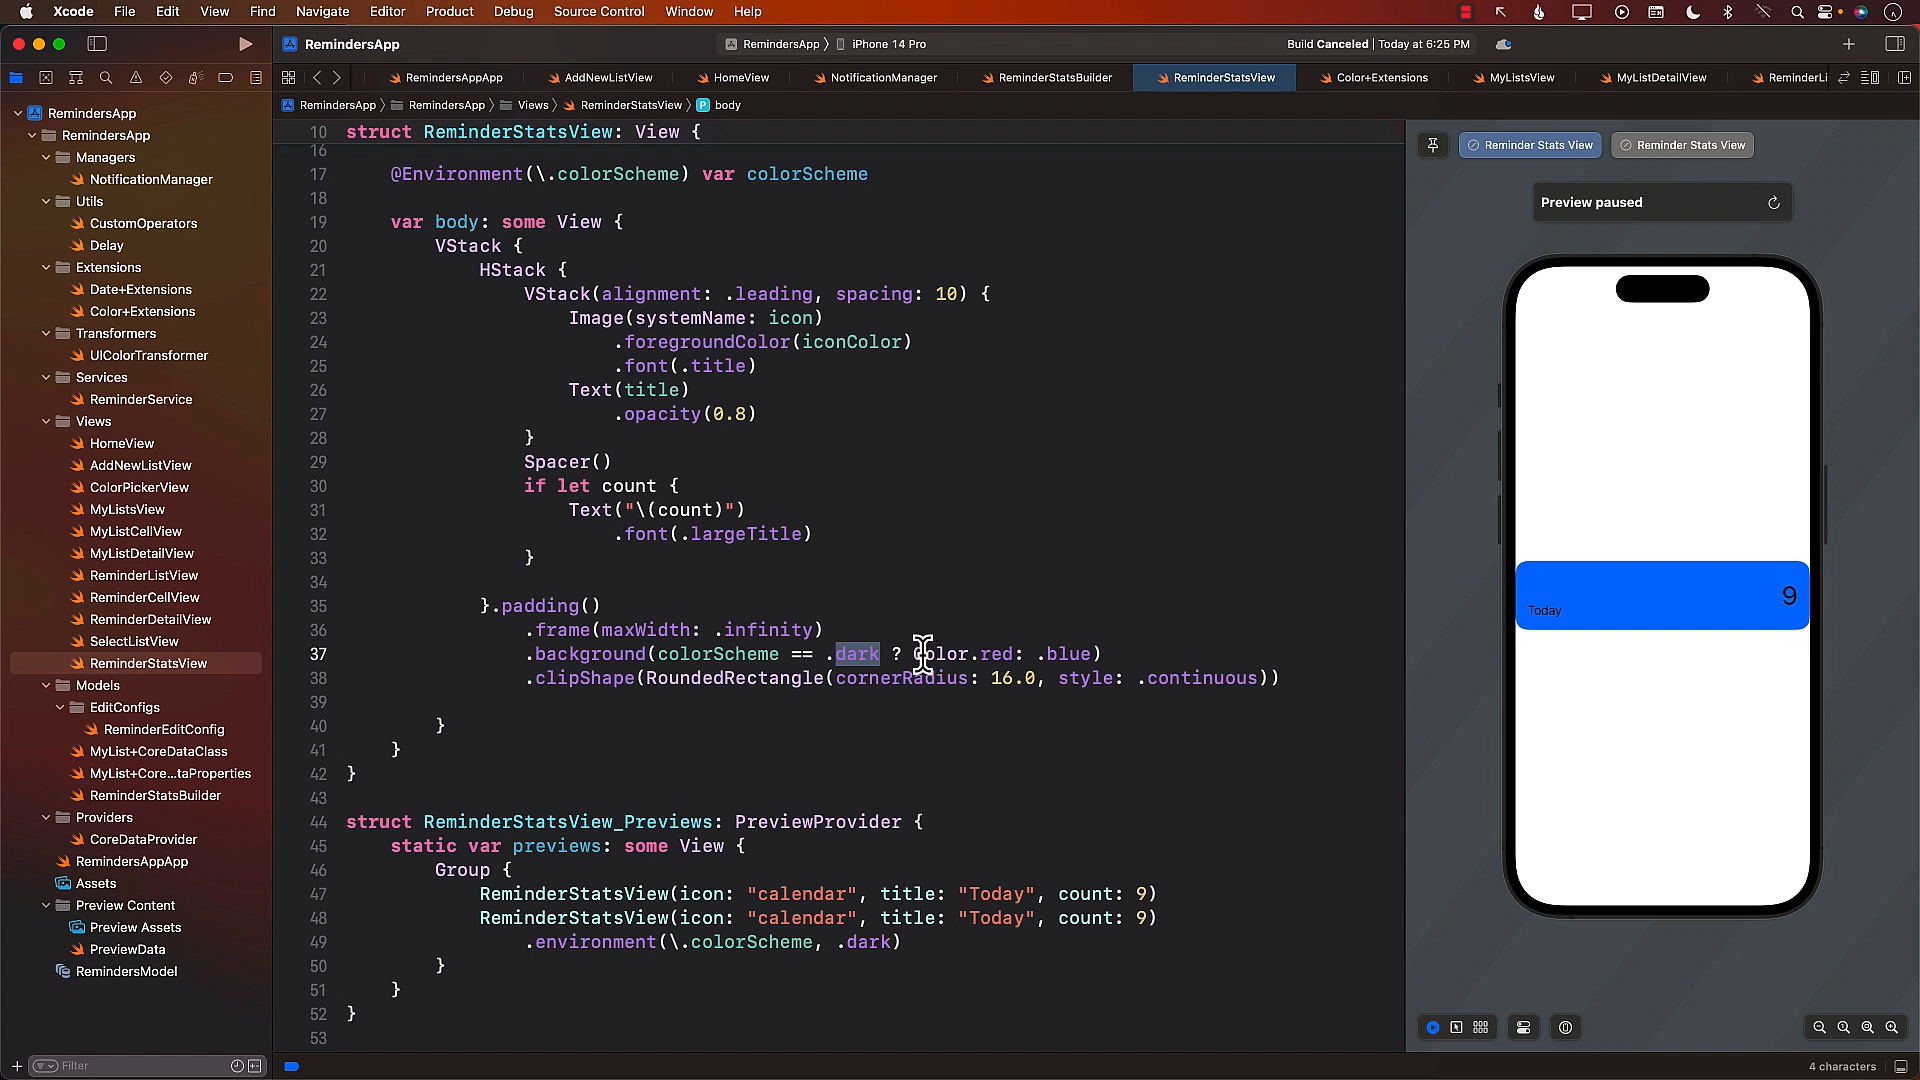 Xcode File Edit View Find Navigate Editor Product Debug Source Control Window Help
RemindersApp
RemindersApp 〉 iPhone 14 Pro
Build Canceled | Today at 6:25 PM
RemindersAppApp AddNewListView HomeView NotificationManager ReminderStatsBuilder ReminderStatsView Color+Extensions MyListsView MyListDetailView ReminderLi
RemindersApp 〉 RemindersApp 〉 Views 〉 ReminderStatsView 〉 P body
RemindersApp
RemindersApp
Managers
NotificationManager
Utils
CustomOperators
Delay
Extensions
Date+Extensions
Color+Extensions
Transformers
UIColorTransformer
Services
ReminderService
Views
HomeView
AddNewListView
ColorPickerView
MyListsView
MyListCellView
MyListDetailView
ReminderListView
ReminderCellView
ReminderDetailView
SelectListView
ReminderStatsView
Models
EditConfigs
ReminderEditConfig
MyList+CoreDataClass
MyList+Core...taProperties
ReminderStatsBuilder
Providers
CoreDataProvider
RemindersAppApp
Assets
Preview Content
Preview Assets
PreviewData
RemindersModel
Filter
10 struct ReminderStatsView: View {
16
17 @Environment(\.colorScheme) var colorScheme
18
19 var body: some View {
20 VStack {
21 HStack {
22 VStack(alignment: .leading, spacing: 10) {
23 Image(systemName: icon)
24 .foregroundColor(iconColor)
25 .font(.title)
26 Text(title)
27 .opacity(0.8)
28 }
29 Spacer()
30 if let count {
31 Text("\(count)")
32 .font(.largeTitle)
33 }
34
35 }.padding()
36 .frame(maxWidth: .infinity)
37 .background(colorScheme == .dark ? Color.red: .blue)
38 .clipShape(RoundedRectangle(cornerRadius: 16.0, style: .continuous))
39
40 }
41 }
42 }
43
44 struct ReminderStatsView_Previews: PreviewProvider {
45 static var previews: some View {
46 Group {
47 ReminderStatsView(icon: "calendar", title: "Today", count: 9)
48 ReminderStatsView(icon: "calendar", title: "Today", count: 9)
49 .environment(\.colorScheme, .dark)
50 }
51 }
52 }
53
Reminder Stats View Reminder Stats View
Preview paused
9
Today
4 characters